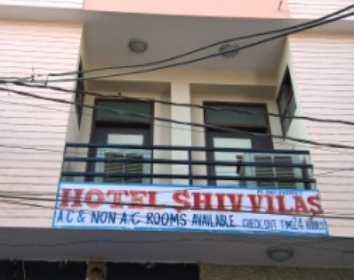 HOTEL SHIV VILAS
A.C & NON A.C ROOMS AVAILABLE CHECK OUT TIME 24 HOURS